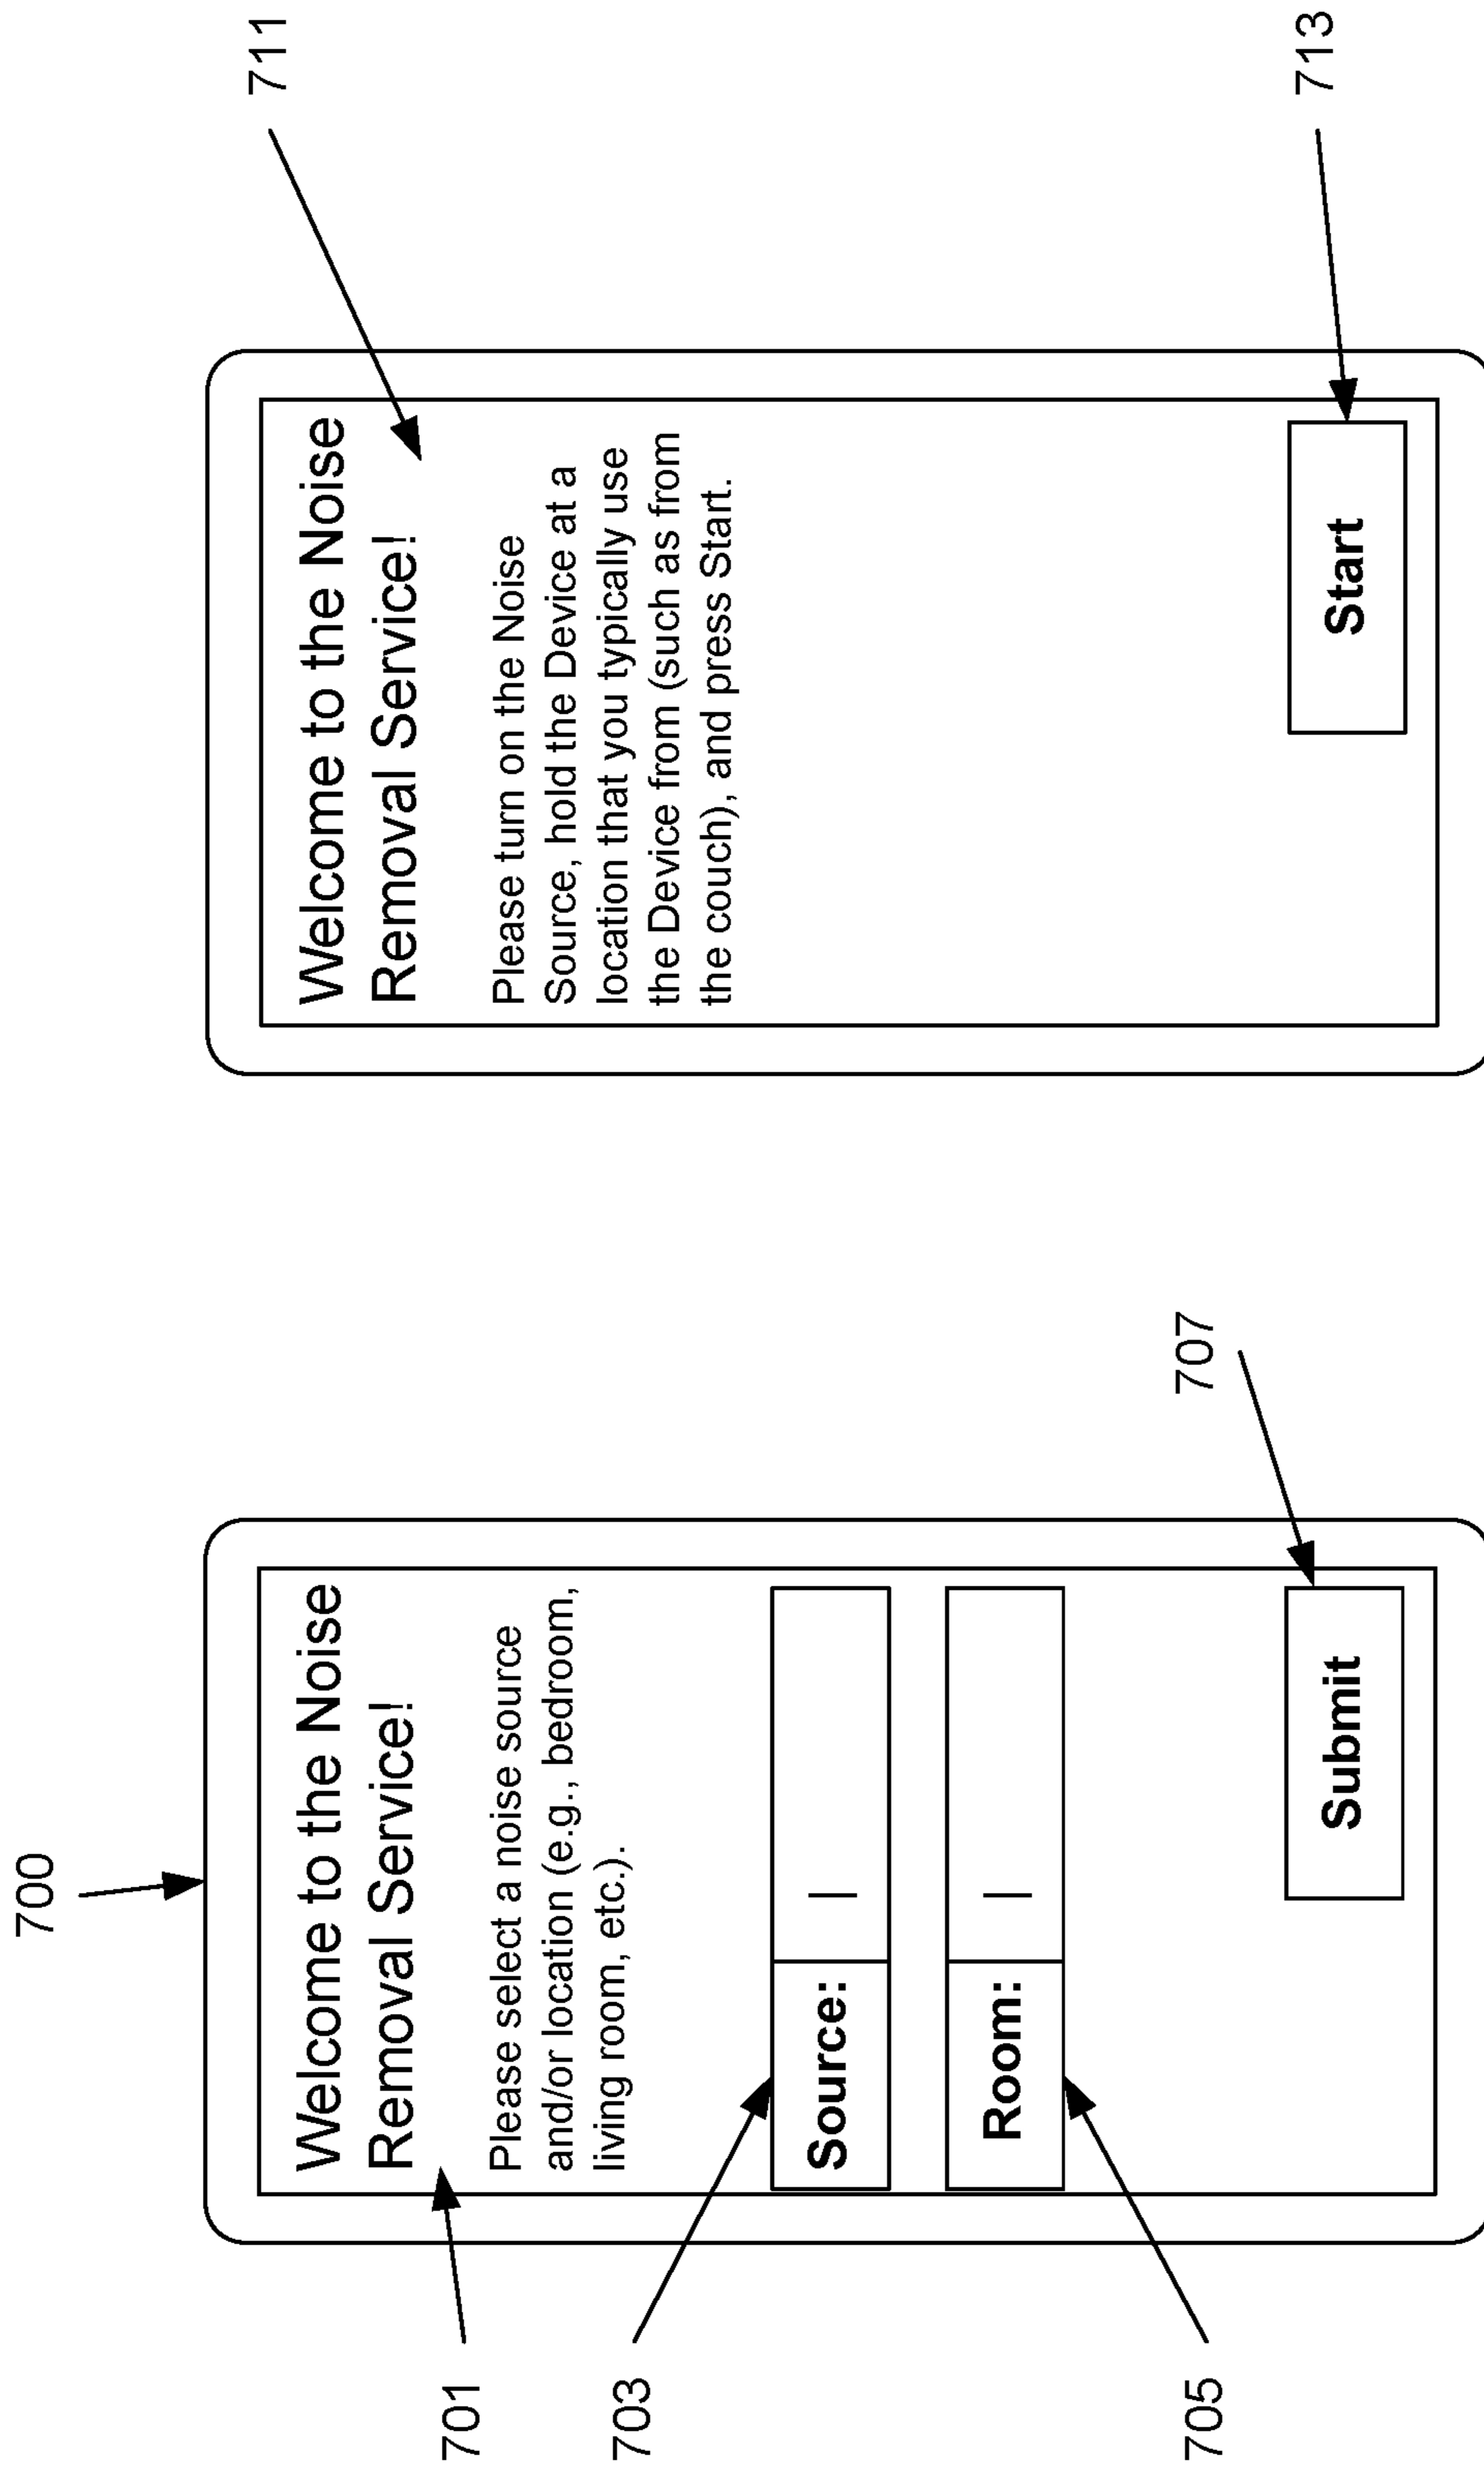 700
701
Welcome to the Noise
Removal Service!
Please select a noise source
and/or location (e.g., bedroom,
living room, etc.).
703
Source: |
Room: |
705
Submit
707
711
Welcome to the Noise
Removal Service!
Please turn on the Noise
Source, hold the Device at a
location that you typically use
the Device from (such as from
the couch), and press Start.
Start
713